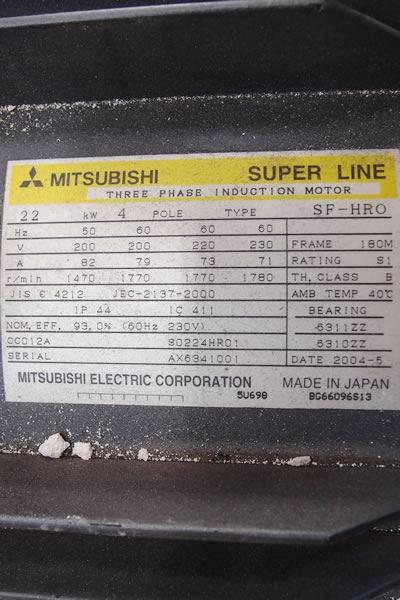 MITSUBISHI SUPER LINE
THREE PHASE INDUCTION MOTOR
22 kW 4 POLE TYPE SF-HRO
Hz 50 60 60 60
V 200 200 220 230 FRAME 180M
A 82 79 73 71 RATING S1
r/min 1470 1770 1770 1780 TH. CLASS B
JIS C 4212 JEC-2137-2000 AMB TEMP 40℃
IP 44 IC 411 BEARING
NOM. EFF. 93.0% (60Hz 230V) 6311ZZ
CC012A S0224HR01 6310ZZ
SERIAL AX6341001 DATE 2004-5
MITSUBISHI ELECTRIC CORPORATION MADE IN JAPAN
5U698 BG66096S13